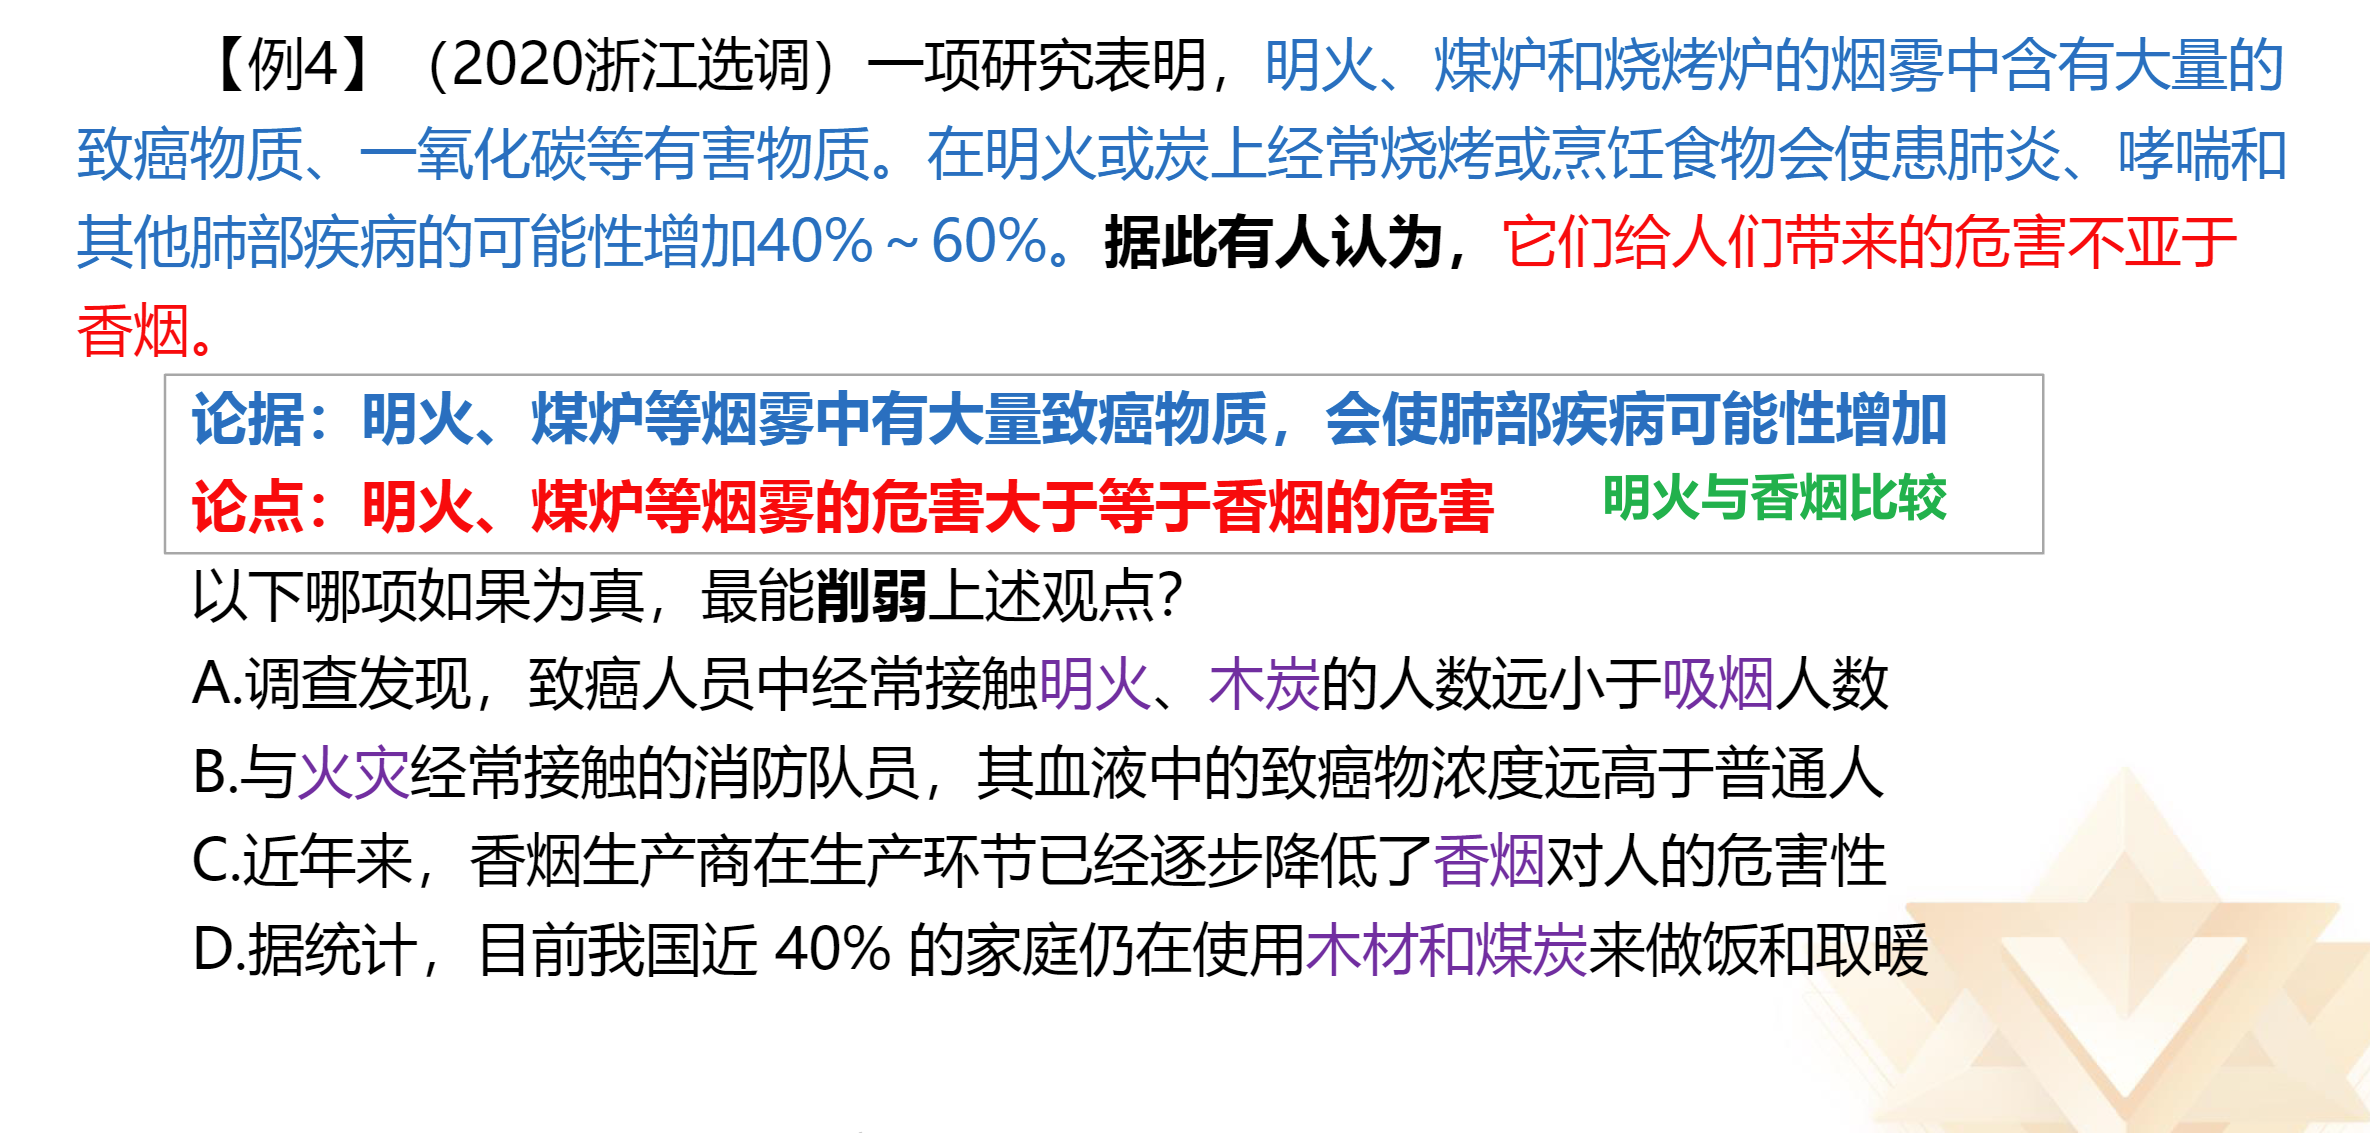 【例4】（2020浙江选调）一项研究表明，明火、煤炉和烧烤炉的烟雾中含有大量的
致癌物质、一氧化碳等有害物质。在明火或炭上经常烧烤或烹饪食物会使患肺炎、哮喘和
其他肺部疾病的可能性增加40%～60%。据此有人认为，它们给人们带来的危害不亚于
香烟。
论据：明火、煤炉等烟雾中有大量致癌物质，会使肺部疾病可能性增加
论点：明火、煤炉等烟雾的危害大于等于香烟的危害 明火与香烟比较
以下哪项如果为真，最能削弱上述观点？
A.调查发现，致癌人员中经常接触明火、木炭的人数远小于吸烟人数
B.与火灾经常接触的消防队员，其血液中的致癌物浓度远高于普通人
C.近年来，香烟生产商在生产环节已经逐步降低了香烟对人的危害性
D.据统计，目前我国近 40% 的家庭仍在使用木材和煤炭来做饭和取暖